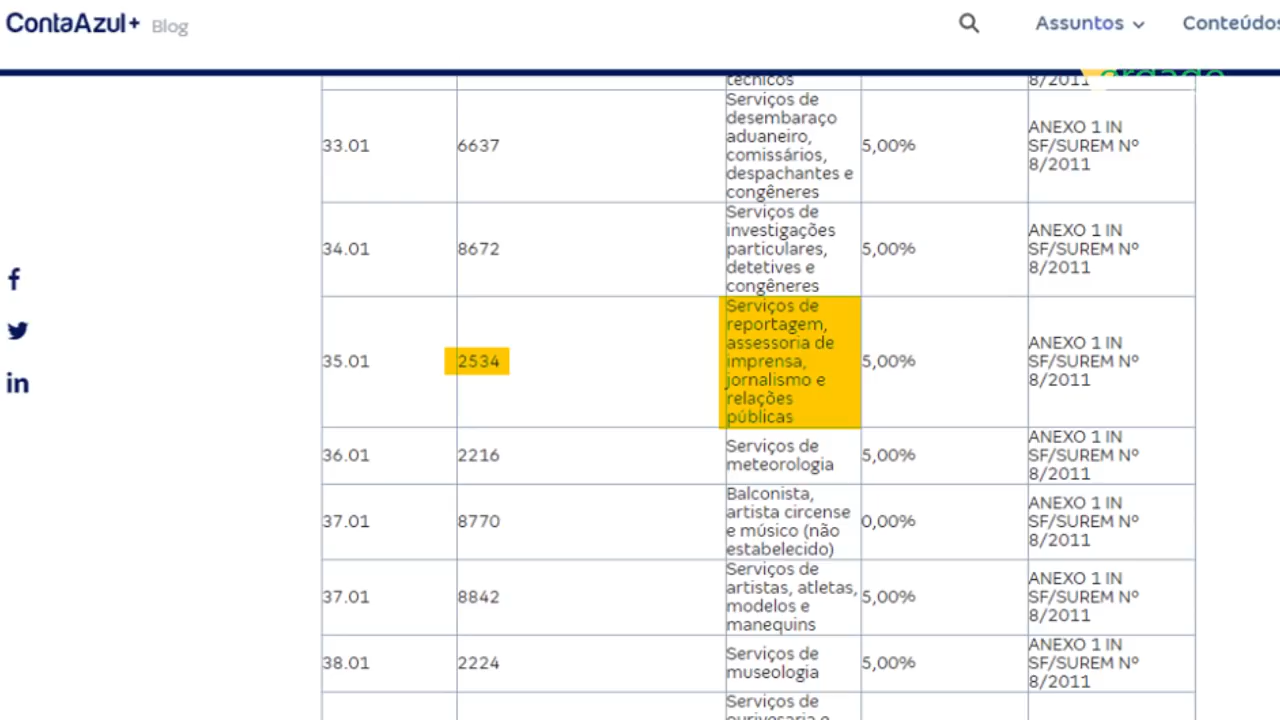 ContaAzul+ Blog
Assuntos
Conteúdos
técnicos
8/2011
33.01
6637
Serviços de
desembaraço
aduaneiro,
comissários,
despachantes e
congêneres
5,00%
ANEXO 1 IN
SF/SUREM Nº
8/2011
34.01
8672
Serviços de
investigações
particulares,
detetives e
congêneres
5,00%
ANEXO 1 IN
SF/SUREM Nº
8/2011
35.01
2534
Serviços de
reportagem,
assessoria de
imprensa,
jornalismo e
relações
públicas
5,00%
ANEXO 1 IN
SF/SUREM Nº
8/2011
36.01
2216
Serviços de
meteorologia
5,00%
ANEXO 1 IN
SF/SUREM Nº
8/2011
37.01
8770
Balconista,
artista circense
e músico (não
estabelecido)
0,00%
ANEXO 1 IN
SF/SUREM Nº
8/2011
37.01
8842
Serviços de
artistas, atletas,
modelos e
manequins
5,00%
ANEXO 1 IN
SF/SUREM Nº
8/2011
38.01
2224
Serviços de
museologia
5,00%
ANEXO 1 IN
SF/SUREM Nº
8/2011
Serviços de